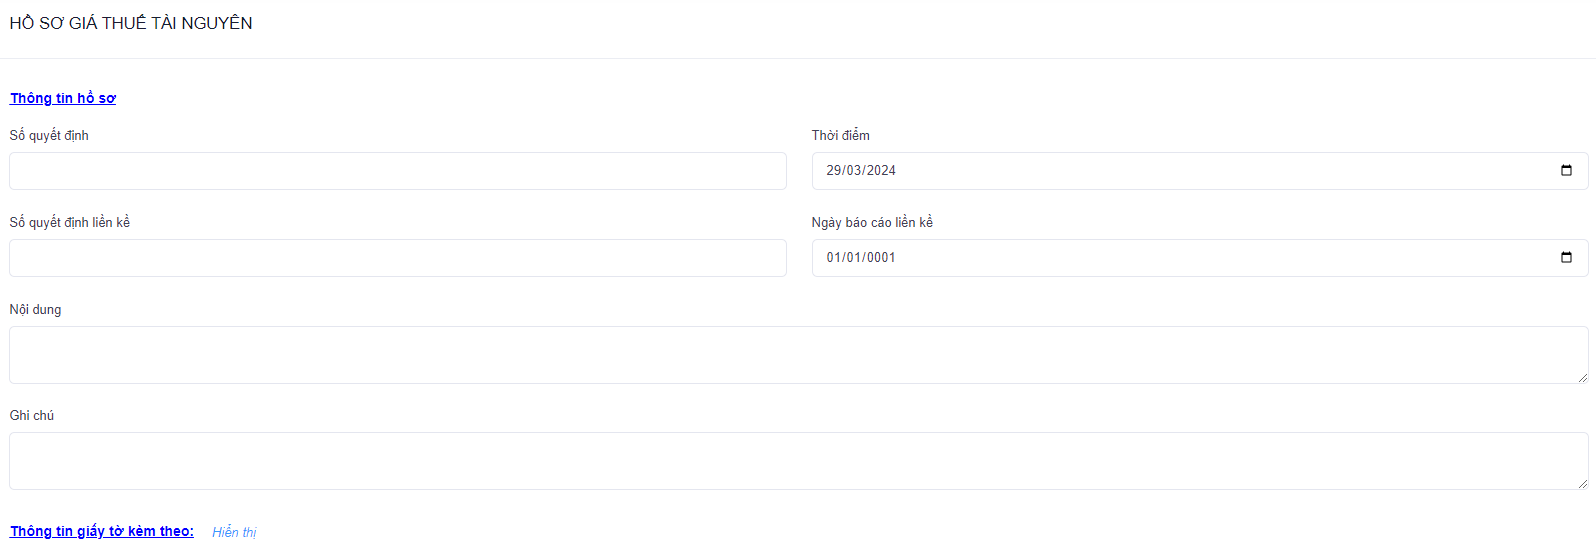 HỒ SƠ GIÁ THUẾ TÀI NGUYÊN
Thông tin hồ sơ
Số quyết định
Thời điểm
29/03/2024
Số quyết định liền kề
Ngày báo cáo liền kề
01/01/0001
Nội dung
Ghi chú
Thông tin giấy tờ kèm theo: Hiển thị